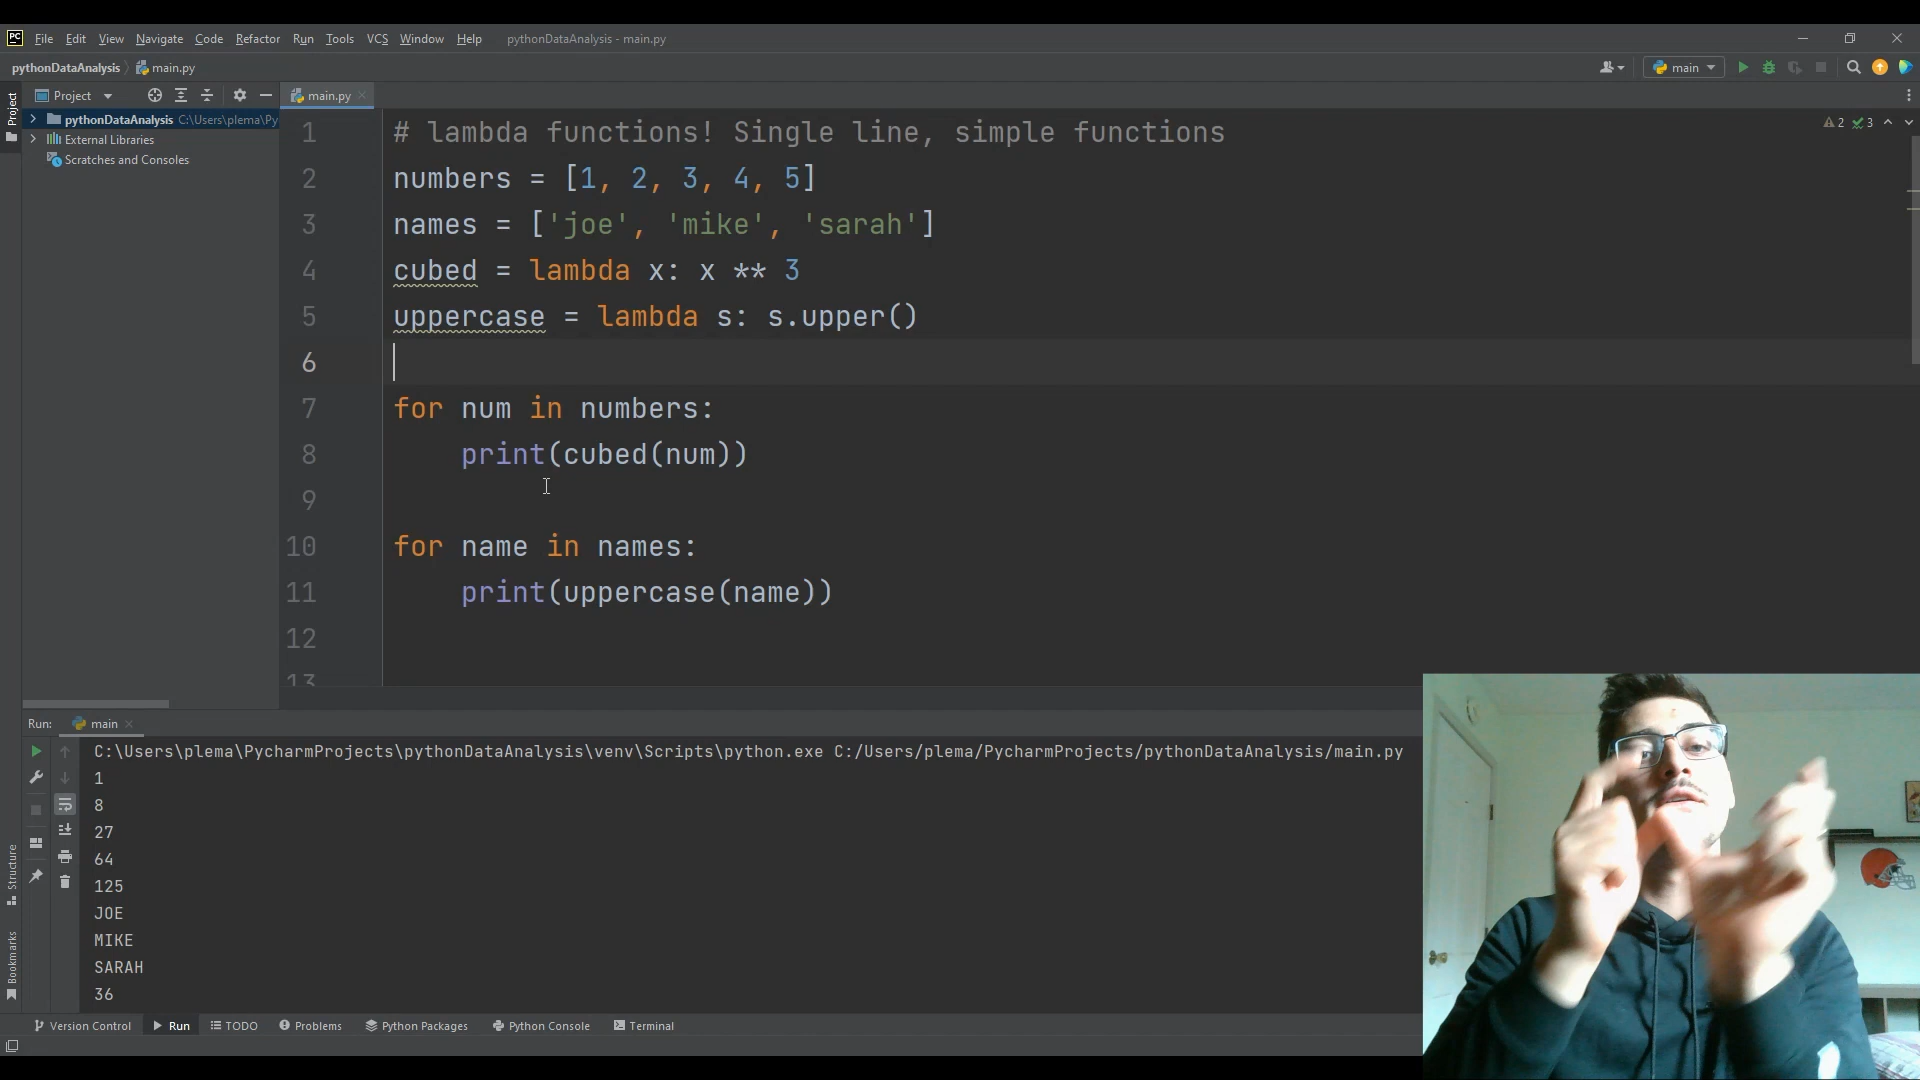 PC File Edit View Navigate Code Refactor Run Tools VCS Window Help pythonDataAnalysis - main.py
pythonDataAnalysis main.py main
Project main.py
pythonDataAnalysis C:\Users\plema\Py
External Libraries
Scratches and Consoles
Project
2 3
1 # lambda functions! Single line, simple functions
2 numbers = [1, 2, 3, 4, 5]
3 names = ['joe', 'mike', 'sarah']
4 cubed = lambda x: x ** 3
5 uppercase = lambda s: s.upper()
6
7 for num in numbers:
8 print(cubed(num))
9
10 for name in names:
11 print(uppercase(name))
12
13
Run: main
C:\Users\plema\PycharmProjects\pythonDataAnalysis\venv\Scripts\python.exe C:/Users/plema/PycharmProjects/pythonDataAnalysis/main.py
1
8
27
64
125
JOE
MIKE
SARAH
36
Structure
Bookmarks
Version Control Run TODO Problems Python Packages Python Console Terminal